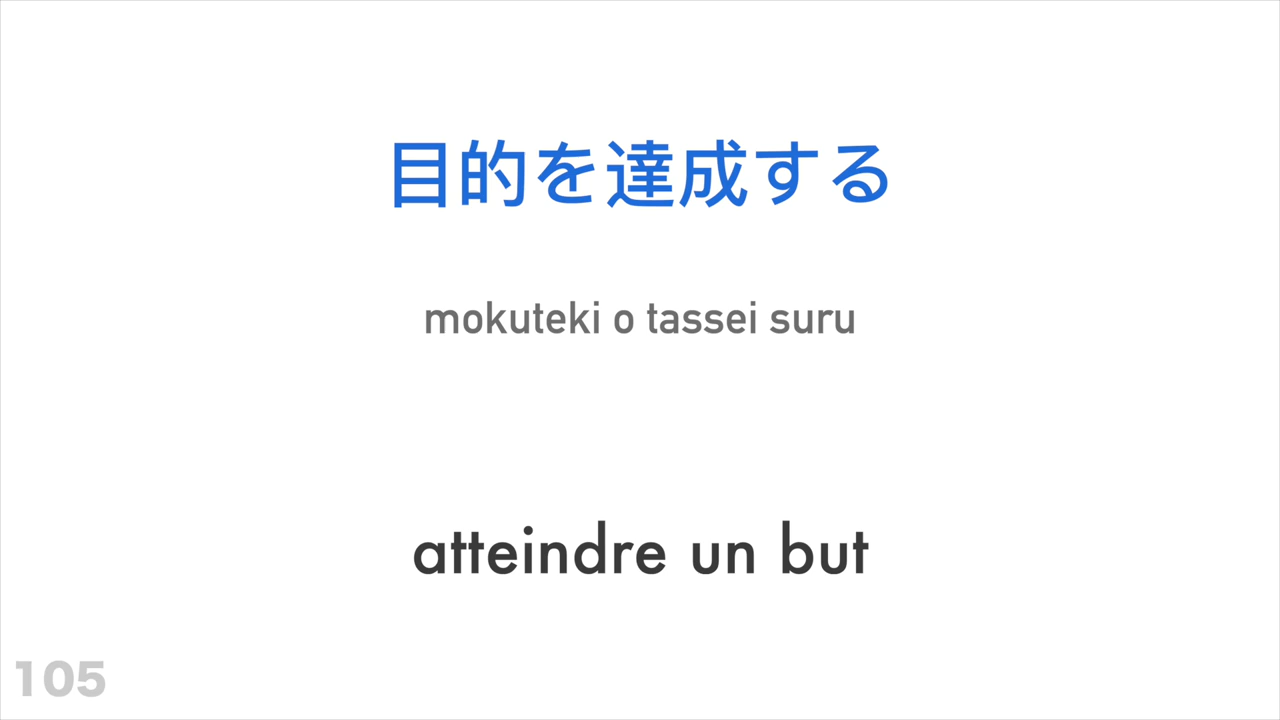 目的を達成する
mokuteki o tassei suru
atteindre un but
105